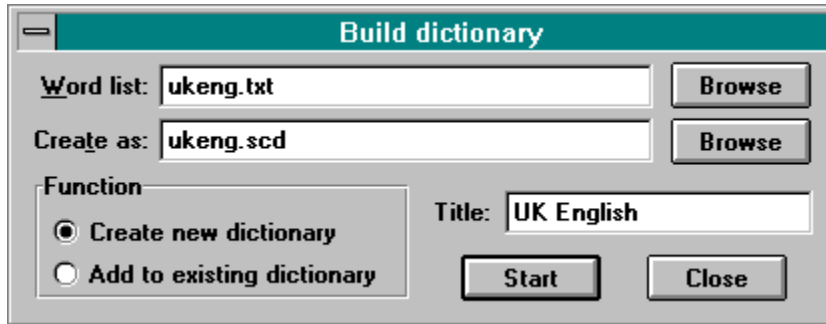 Build dictionary
Word list: ukeng.txt Browse
Create as: ukeng.scd Browse
Function
Create new dictionary
Add to existing dictionary
Title: UK English
Start Close